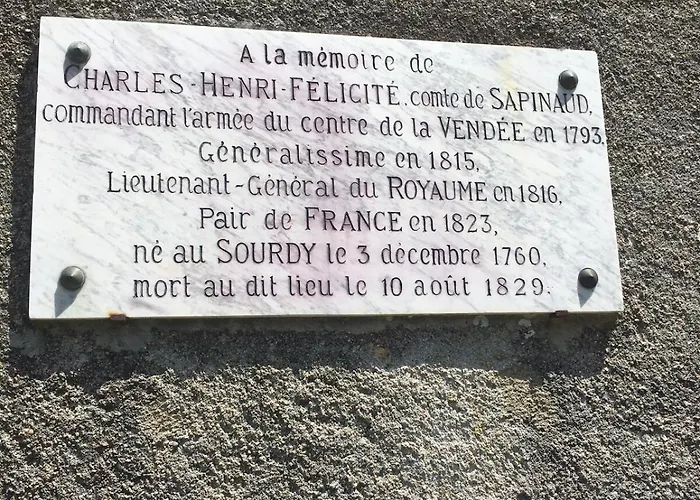 A la mémoire de
CHARLES-HENRI-FÉLICITÉ, comte de SAPINAUD,
commandant l'armée du centre de la VENDÉE en 1793.
Généralissime en 1815,
Lieutenant-Général du ROYAUME en 1816,
Pair de FRANCE en 1823,
né au SOURDY le 3 décembre 1760,
mort au dit lieu le 10 août 1829.